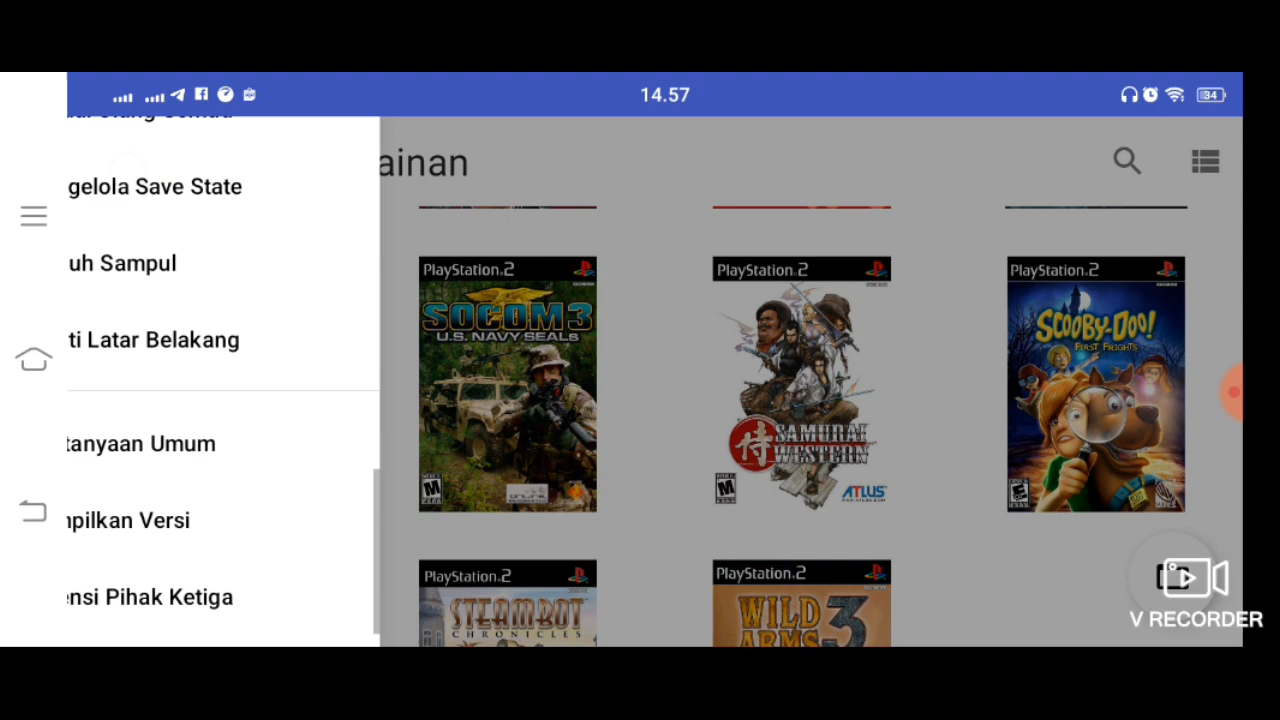 14.57
34
gelola Save State
uh Sampul
ti Latar Belakang
tanyaan Umum
npilkan Versi
ensi Pihak Ketiga
ainan
PlayStation.2
SOCOM 3
U.S. NAVY SEALs
PlayStation.2
侍
SAMURAI
WESTERN
M
ATLUS
PlayStation.2
SCOOBY-DOO!
FIRST FRIGHTS
E
PlayStation.2
STEAMBOT
CHRONICLES
PlayStation.2
WILD
ARMS 3
V RECORDER